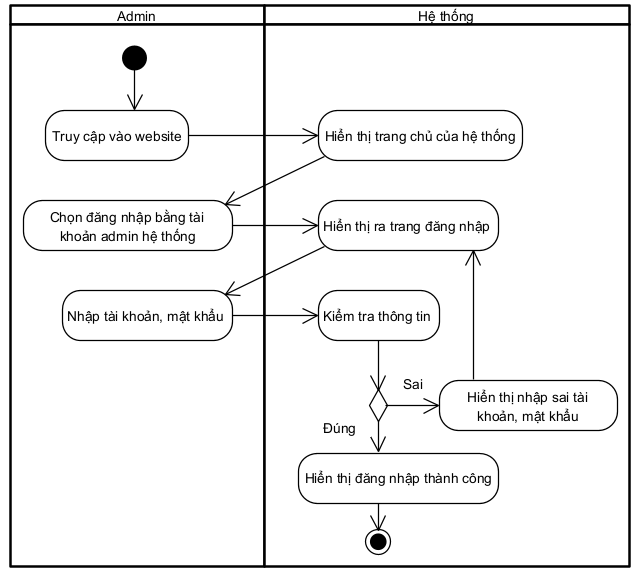 Admin
Hệ thống
Truy cập vào website
Hiển thị trang chủ của hệ thống
Chọn đăng nhập bằng tài
khoản admin hệ thống
Hiển thị ra trang đăng nhập
Nhập tài khoản, mật khẩu
Kiểm tra thông tin
Sai
Hiển thị nhập sai tài
khoản, mật khẩu
Đúng
Hiển thị đăng nhập thành công